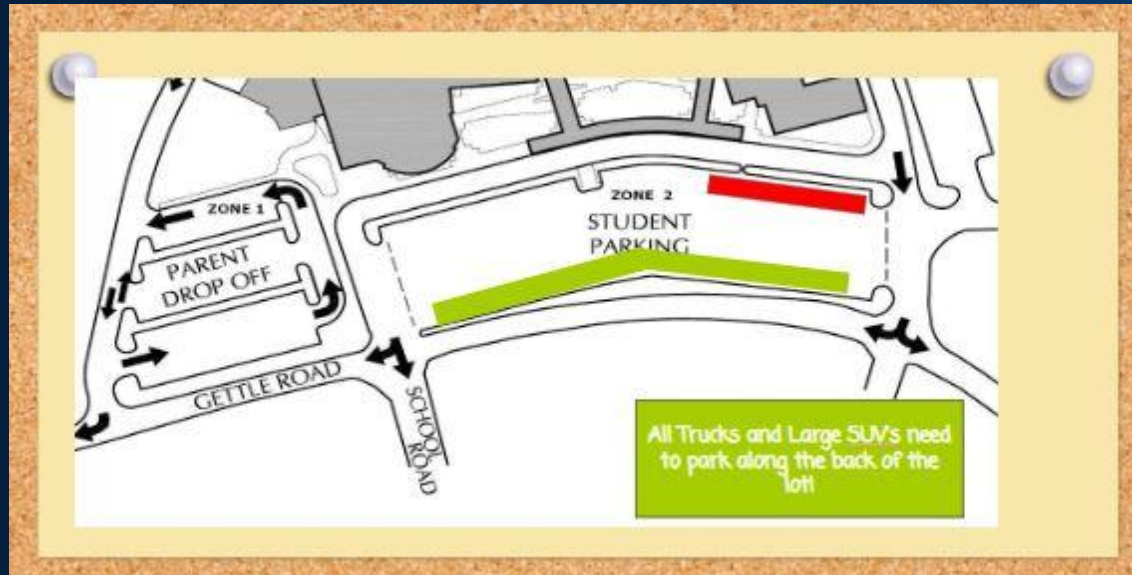 ZONE 1
PARENT
DROP OFF
ZONE 2
STUDENT
PARKING
GETTLE ROAD
SCHOOL
ROAD
All Trucks and Large SUV's need
to park along the back of the
lot!